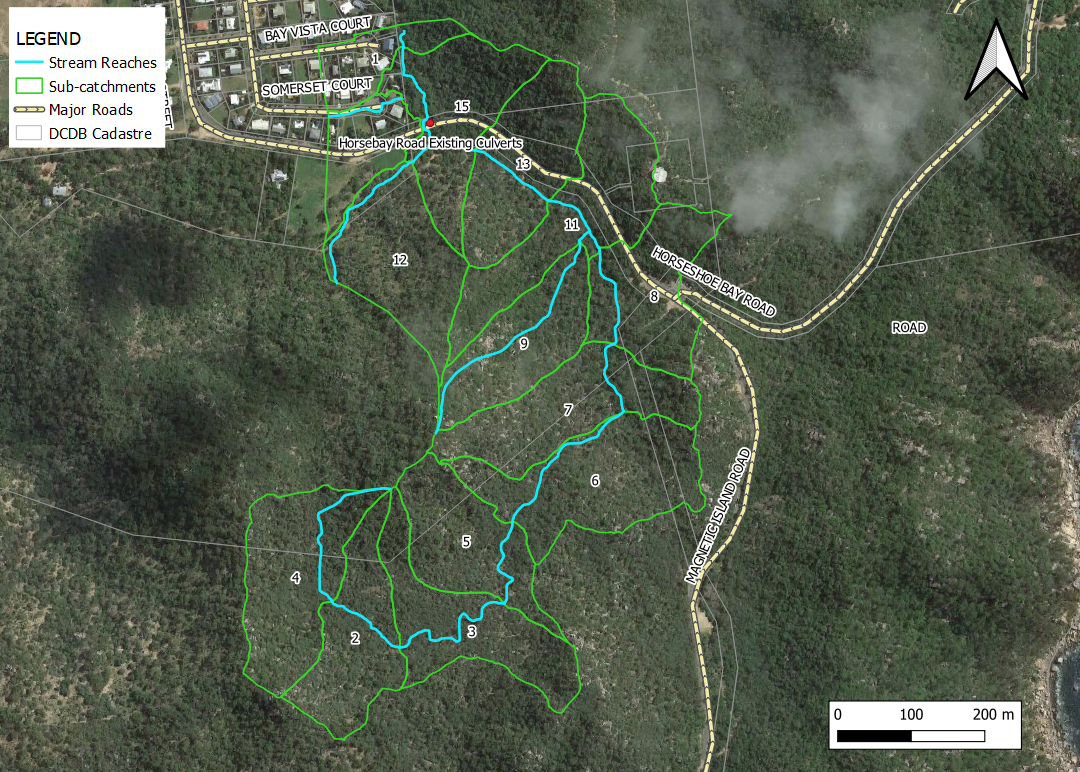 LEGEND
Stream Reaches
Sub-catchments
Major Roads
DCDB Cadastre
BAY VISTA COURT
1
SOMERSET COURT
15
Horsebay Road Existing Culverts
13
11
12
HORSESHOE BAY ROAD
8
ROAD
9
7
6
MAGNETIC ISLAND ROAD
5
4
3
2
0 100 200 m